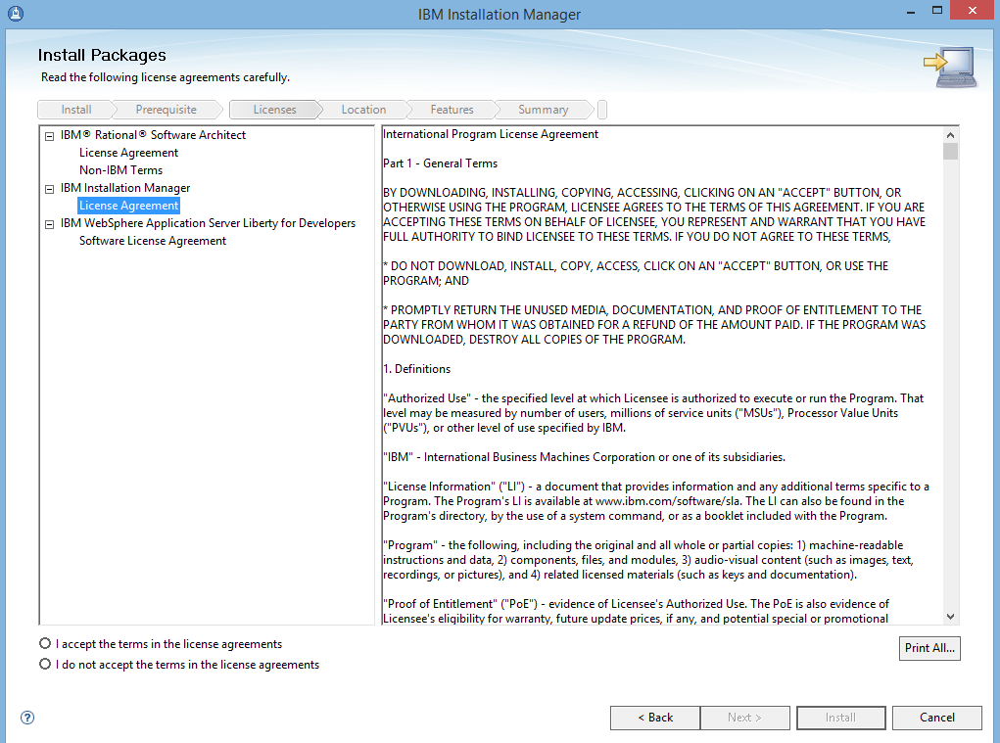 IBM Installation Manager
Install Packages
Read the following license agreements carefully.
Install
Prerequisite
Licenses
Location
Features
Summary
IBM® Rational® Software Architect
License Agreement
Non-IBM Terms
IBM Installation Manager
License Agreement
IBM WebSphere Application Server Liberty for Developers
Software License Agreement
International Program License Agreement
Part 1 - General Terms
BY DOWNLOADING, INSTALLING, COPYING, ACCESSING, CLICKING ON AN "ACCEPT" BUTTON, OR
OTHERWISE USING THE PROGRAM, LICENSEE AGREES TO THE TERMS OF THIS AGREEMENT. IF YOU ARE
ACCEPTING THESE TERMS ON BEHALF OF LICENSEE, YOU REPRESENT AND WARRANT THAT YOU HAVE
FULL AUTHORITY TO BIND LICENSEE TO THESE TERMS. IF YOU DO NOT AGREE TO THESE TERMS,
* DO NOT DOWNLOAD, INSTALL, COPY, ACCESS, CLICK ON AN "ACCEPT" BUTTON, OR USE THE
PROGRAM; AND
* PROMPTLY RETURN THE UNUSED MEDIA, DOCUMENTATION, AND PROOF OF ENTITLEMENT TO THE
PARTY FROM WHOM IT WAS OBTAINED FOR A REFUND OF THE AMOUNT PAID. IF THE PROGRAM WAS
DOWNLOADED, DESTROY ALL COPIES OF THE PROGRAM.
1. Definitions
"Authorized Use" - the specified level at which Licensee is authorized to execute or run the Program. That
level may be measured by number of users, millions of service units ("MSUs"), Processor Value Units
("PVUs"), or other level of use specified by IBM.
"IBM" - International Business Machines Corporation or one of its subsidiaries.
"License Information" ("LI") - a document that provides information and any additional terms specific to a
Program. The Program's LI is available at www.ibm.com/software/sla. The LI can also be found in the
Program's directory, by the use of a system command, or as a booklet included with the Program.
"Program" - the following, including the original and all whole or partial copies: 1) machine-readable
instructions and data, 2) components, files, and modules, 3) audio-visual content (such as images, text,
recordings, or pictures), and 4) related licensed materials (such as keys and documentation).
"Proof of Entitlement" ("PoE") - evidence of Licensee's Authorized Use. The PoE is also evidence of
Licensee's eligibility for warranty, future update prices, if any, and potential special or promotional
I accept the terms in the license agreements
I do not accept the terms in the license agreements
Print All...
?
< Back
Next >
Install
Cancel